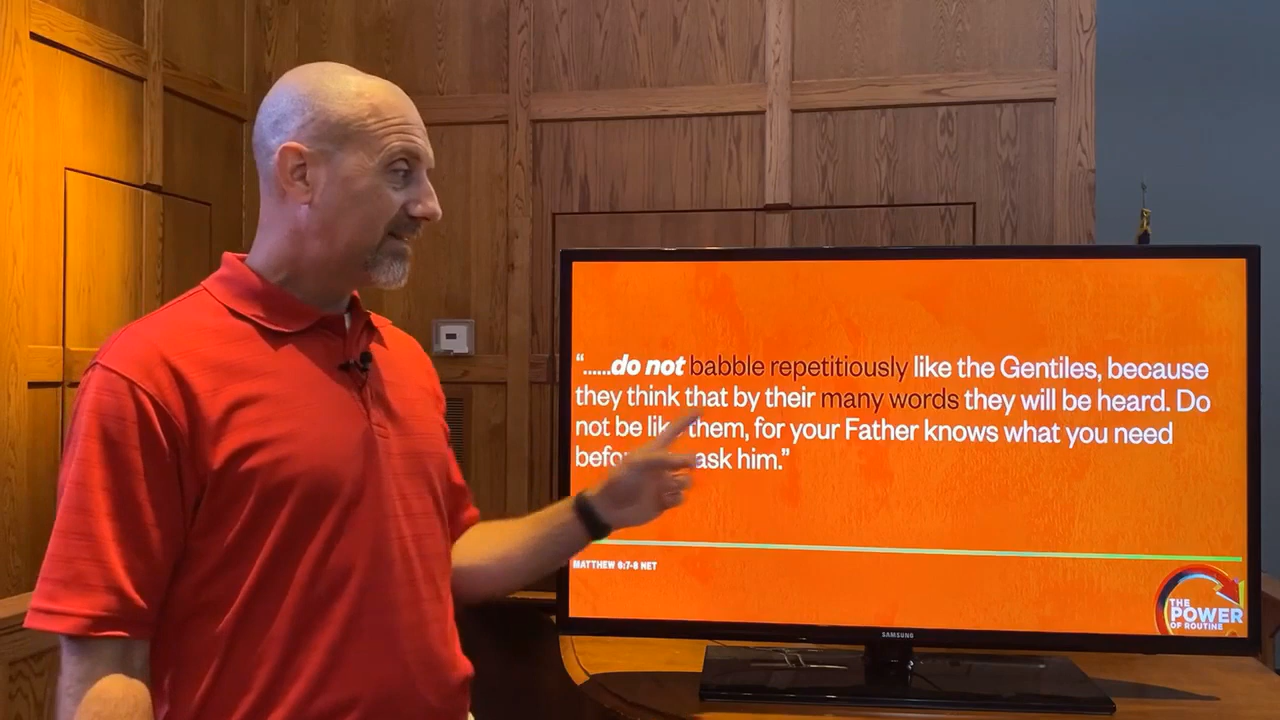 “......do not babble repetitiously like the Gentiles, because
they think that by their many words they will be heard. Do
not be like them, for your Father knows what you need
ask him.”
MATTHEW 6:7-8 NET
THE
POWER
OF ROUTINE
SAMSUNG